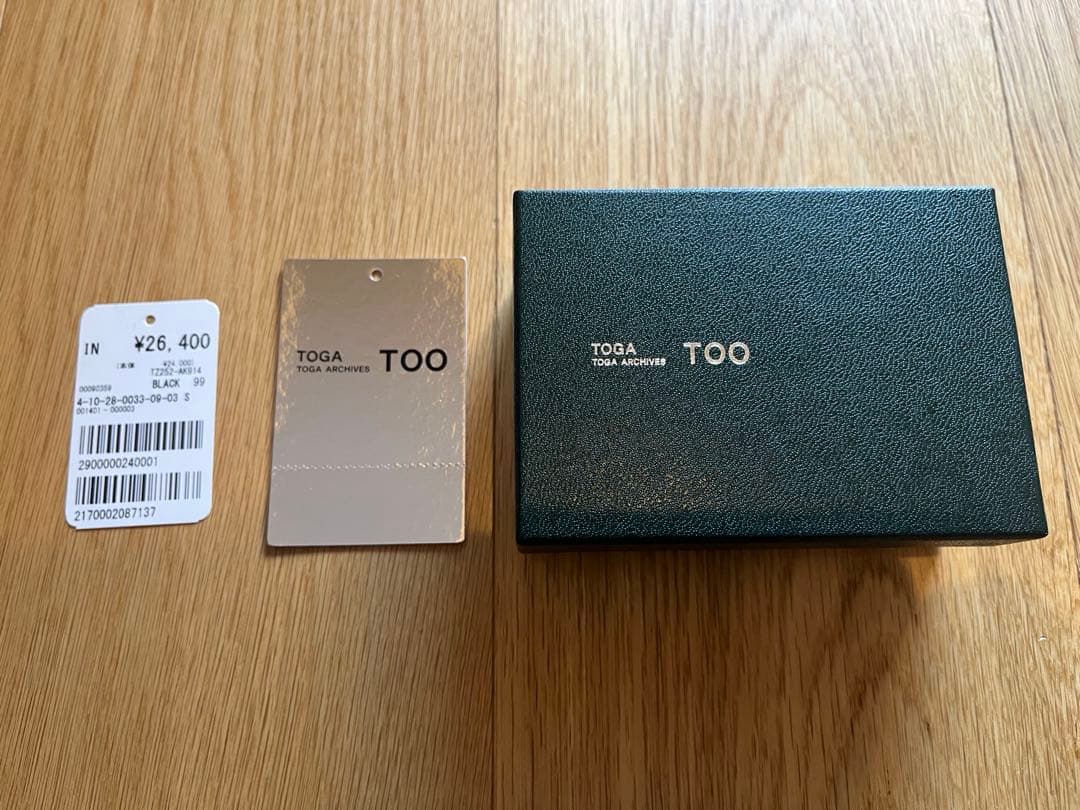 IN ¥26,400
(本体 ¥24,000)
TZ252-AK914
BLACK 99
00090359
4-10-28-0033-09-03 S
001401-000003
2900000240001
2170002087137
TOGA TOO
TOGA ARCHIVES
TOGA TOO
TOGA ARCHIVES